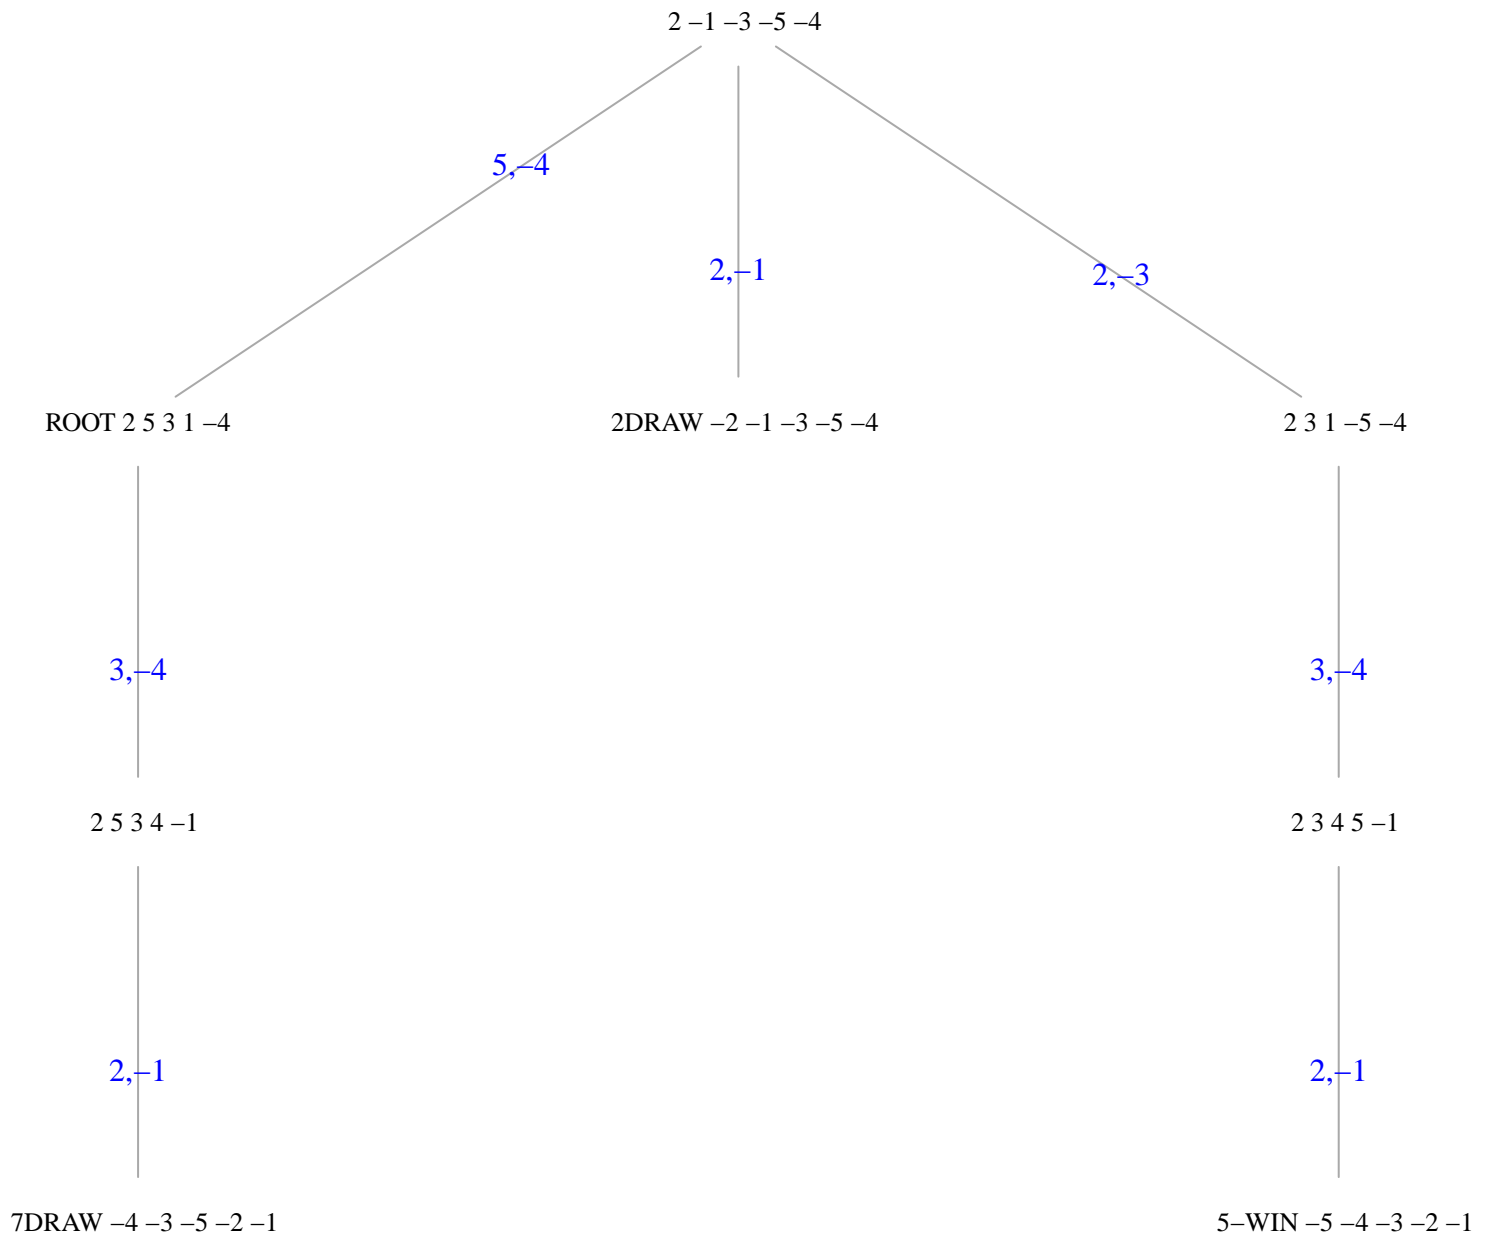 2 –1 –3 –5 –4
5,–4
2,–1
2,–3
ROOT 2 5 3 1 –4
2DRAW –2 –1 –3 –5 –4
2 3 1 –5 –4
3,–4
3,–4
2 5 3 4 –1
2 3 4 5 –1
2,–1
2,–1
7DRAW –4 –3 –5 –2 –1
5–WIN –5 –4 –3 –2 –1